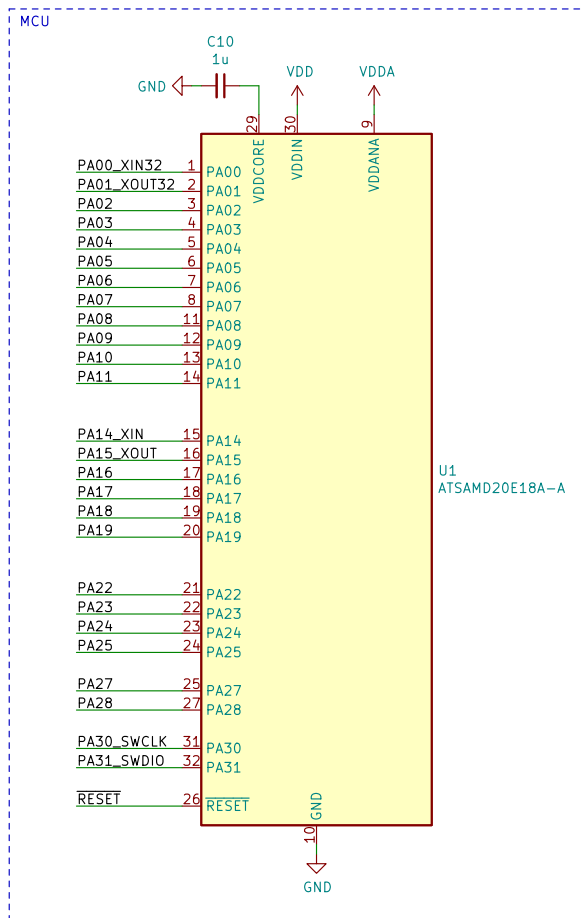 MCU
C10
1u
GND
VDD
VDDA
29
30
9
VDDCORE
VDDIN
VDDANA
PA00_XIN32 1 PA00
PA01_XOUT32 2 PA01
PA02 3 PA02
PA03 4 PA03
PA04 5 PA04
PA05 6 PA05
PA06 7 PA06
PA07 8 PA07
PA08 11 PA08
PA09 12 PA09
PA10 13 PA10
PA11 14 PA11
PA14_XIN 15 PA14
PA15_XOUT 16 PA15
PA16 17 PA16
PA17 18 PA17
PA18 19 PA18
PA19 20 PA19
U1
ATSAMD20E18A-A
PA22 21 PA22
PA23 22 PA23
PA24 23 PA24
PA25 24 PA25
PA27 25 PA27
PA28 27 PA28
PA30_SWCLK 31 PA30
PA31_SWDIO 32 PA31
RESET 26 RESET
GND
10
GND